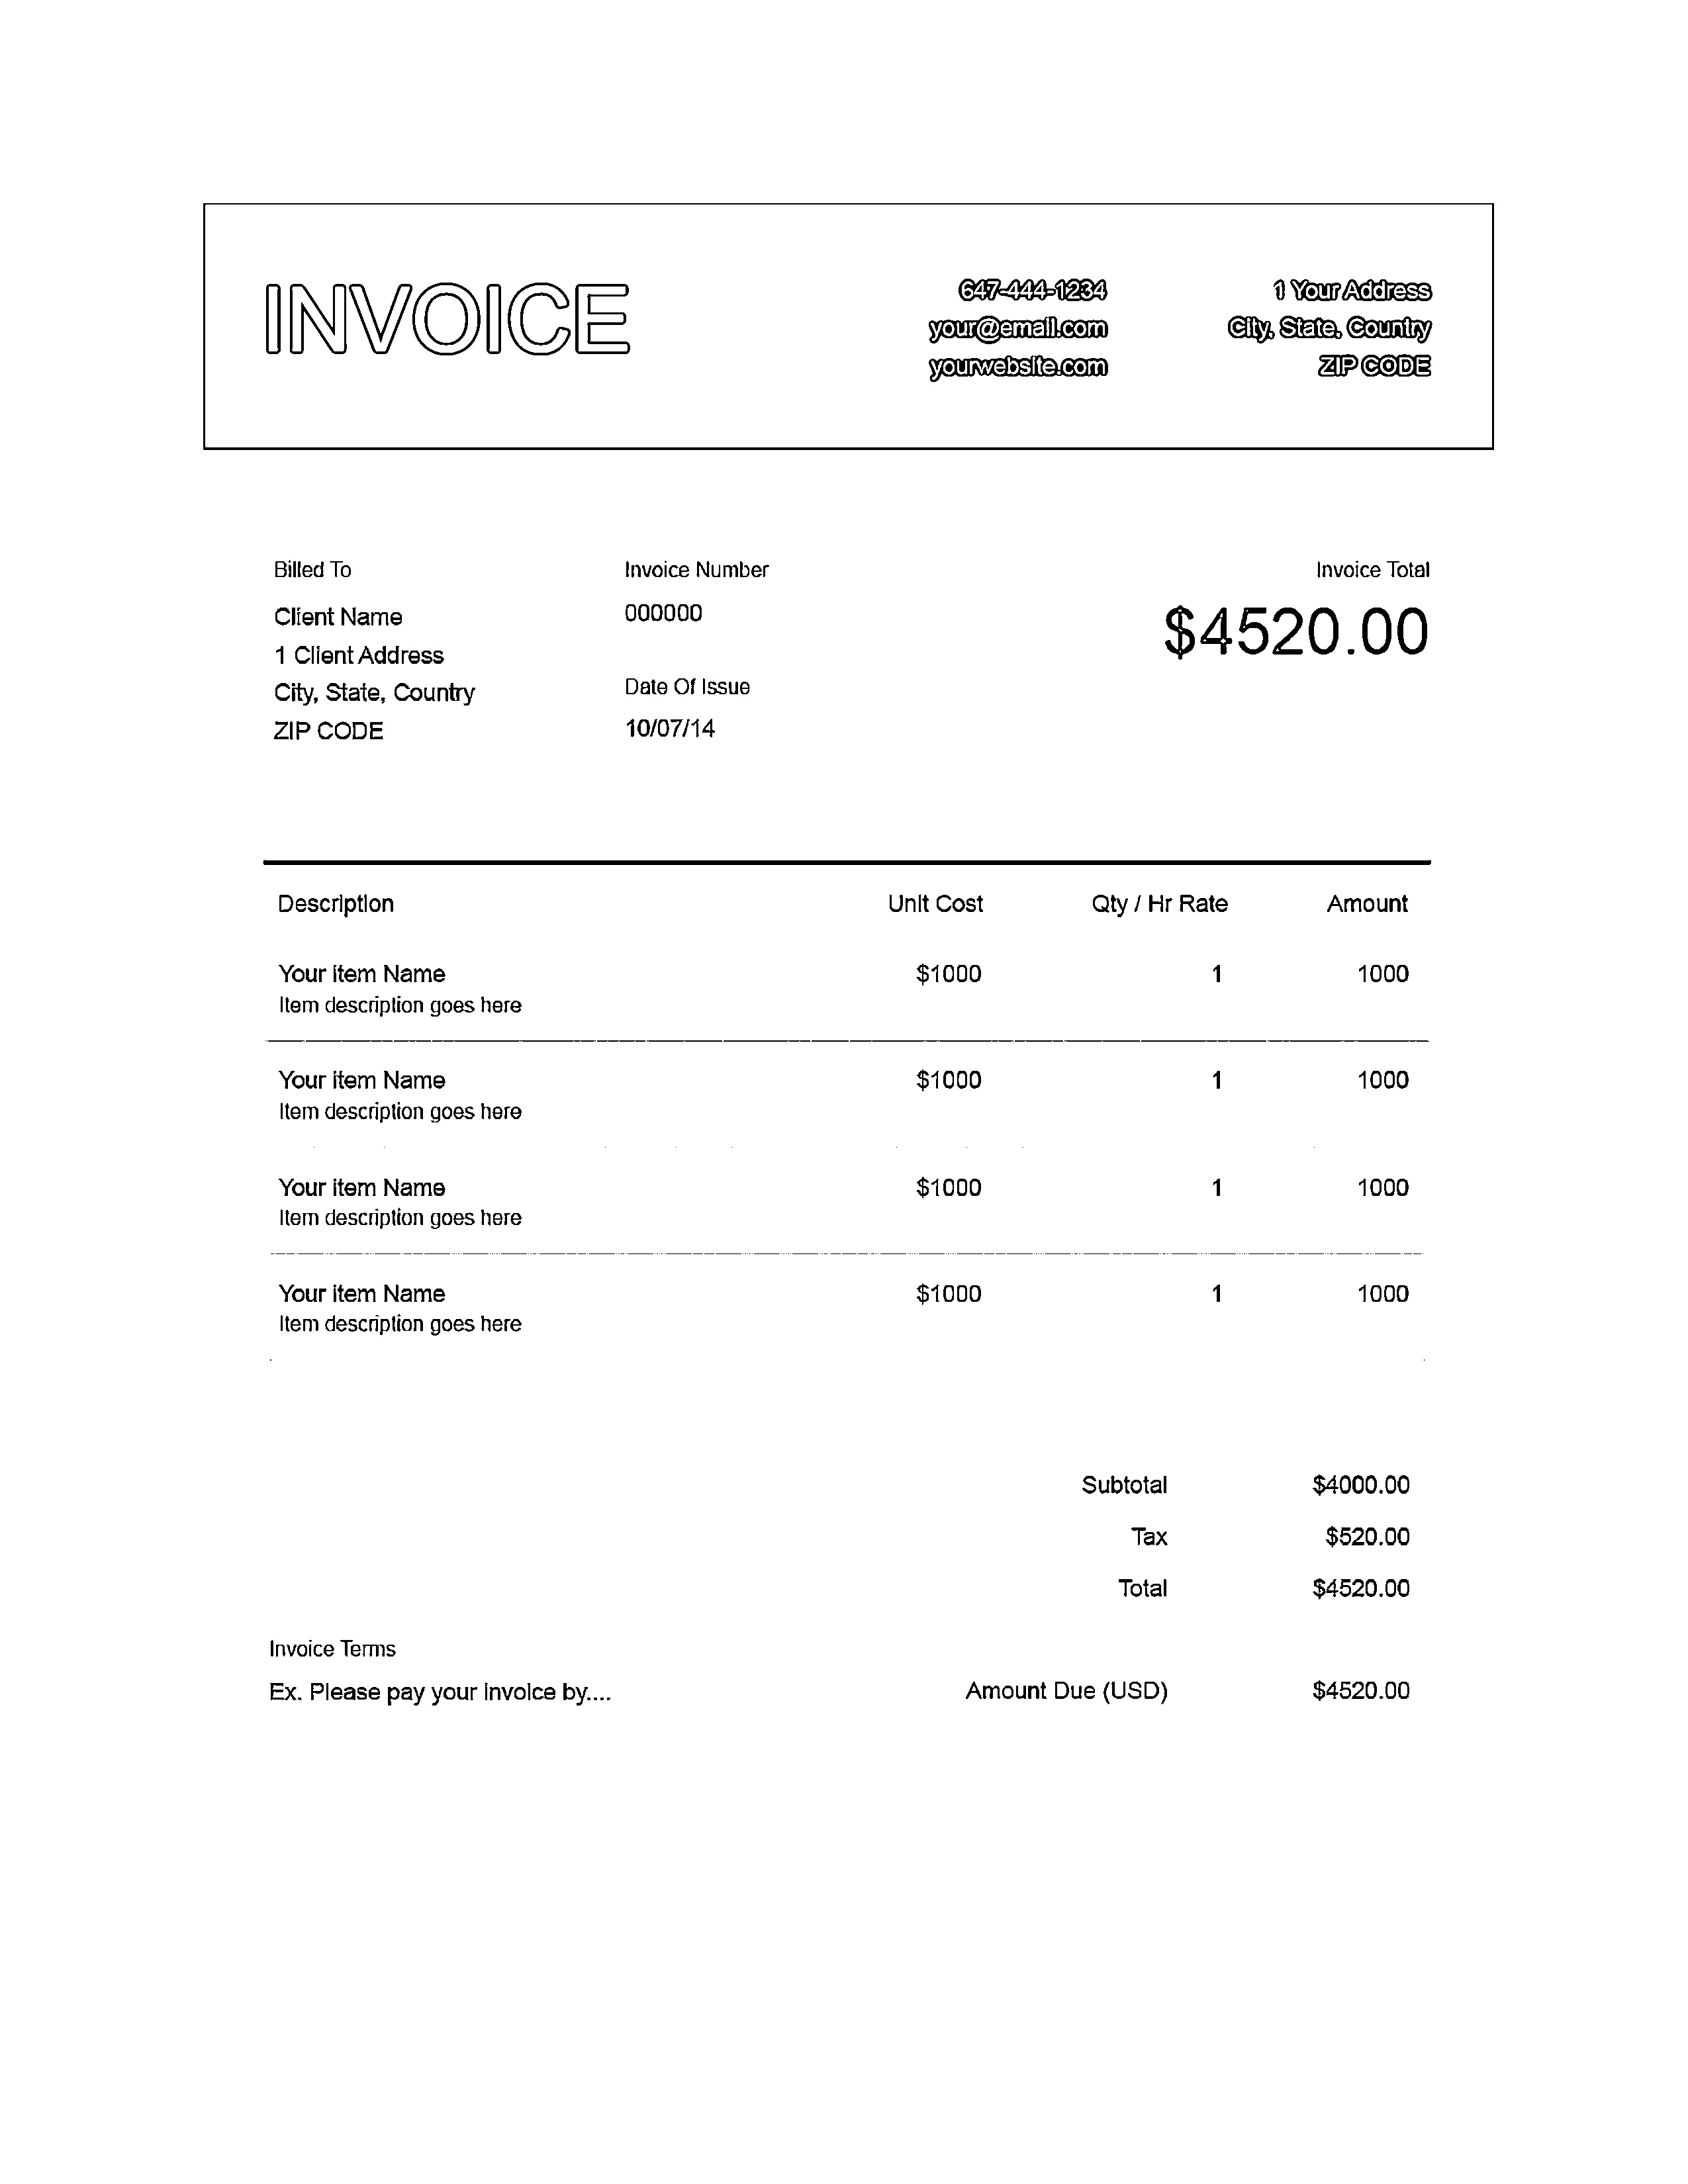 INVOICE
647-444-1234
your@email.com
yourwebsite.com
1 Your Address
City, State, Country
ZIP CODE
Billed To
Client Name
1 Client Address
City, State, Country
ZIP CODE
Invoice Number
000000
Date Of Issue
10/07/14
Invoice Total
$4520.00
Description Unit Cost Qty / Hr Rate Amount
Your item Name $1000 1 1000
Item description goes here
Your item Name $1000 1 1000
Item description goes here
Your item Name $1000 1 1000
Item description goes here
Your item Name $1000 1 1000
Item description goes here
Subtotal $4000.00
Tax $520.00
Total $4520.00
Invoice Terms
Ex. Please pay your invoice by....
Amount Due (USD) $4520.00